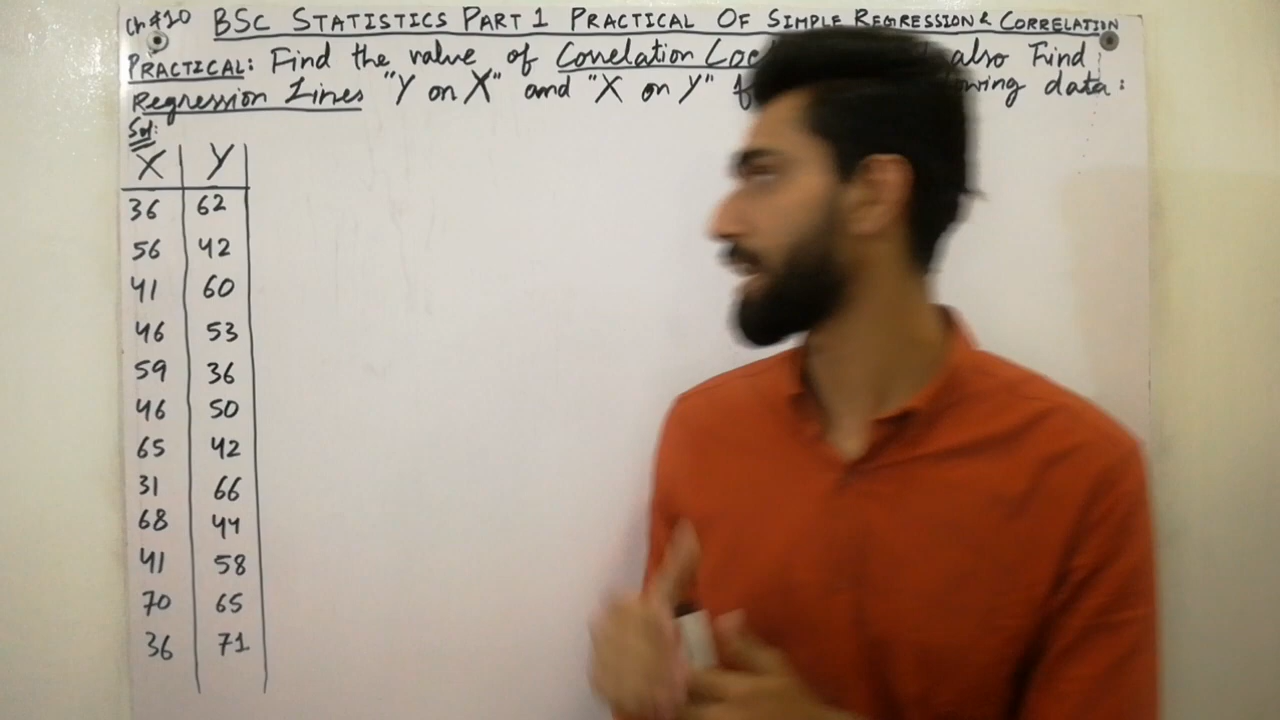 Ch #10 BSC STATISTICS PART 1 PRACTICAL OF SIMPLE REGRESSION & CORRELATION
PRACTICAL: Find the value of Correlation also Find
Regression Lines "Y on X" and "X on Y" data:
Sol:
X Y
36 62
56 42
41 60
46 53
59 36
46 50
65 42
31 66
68 44
41 58
70 65
36 71